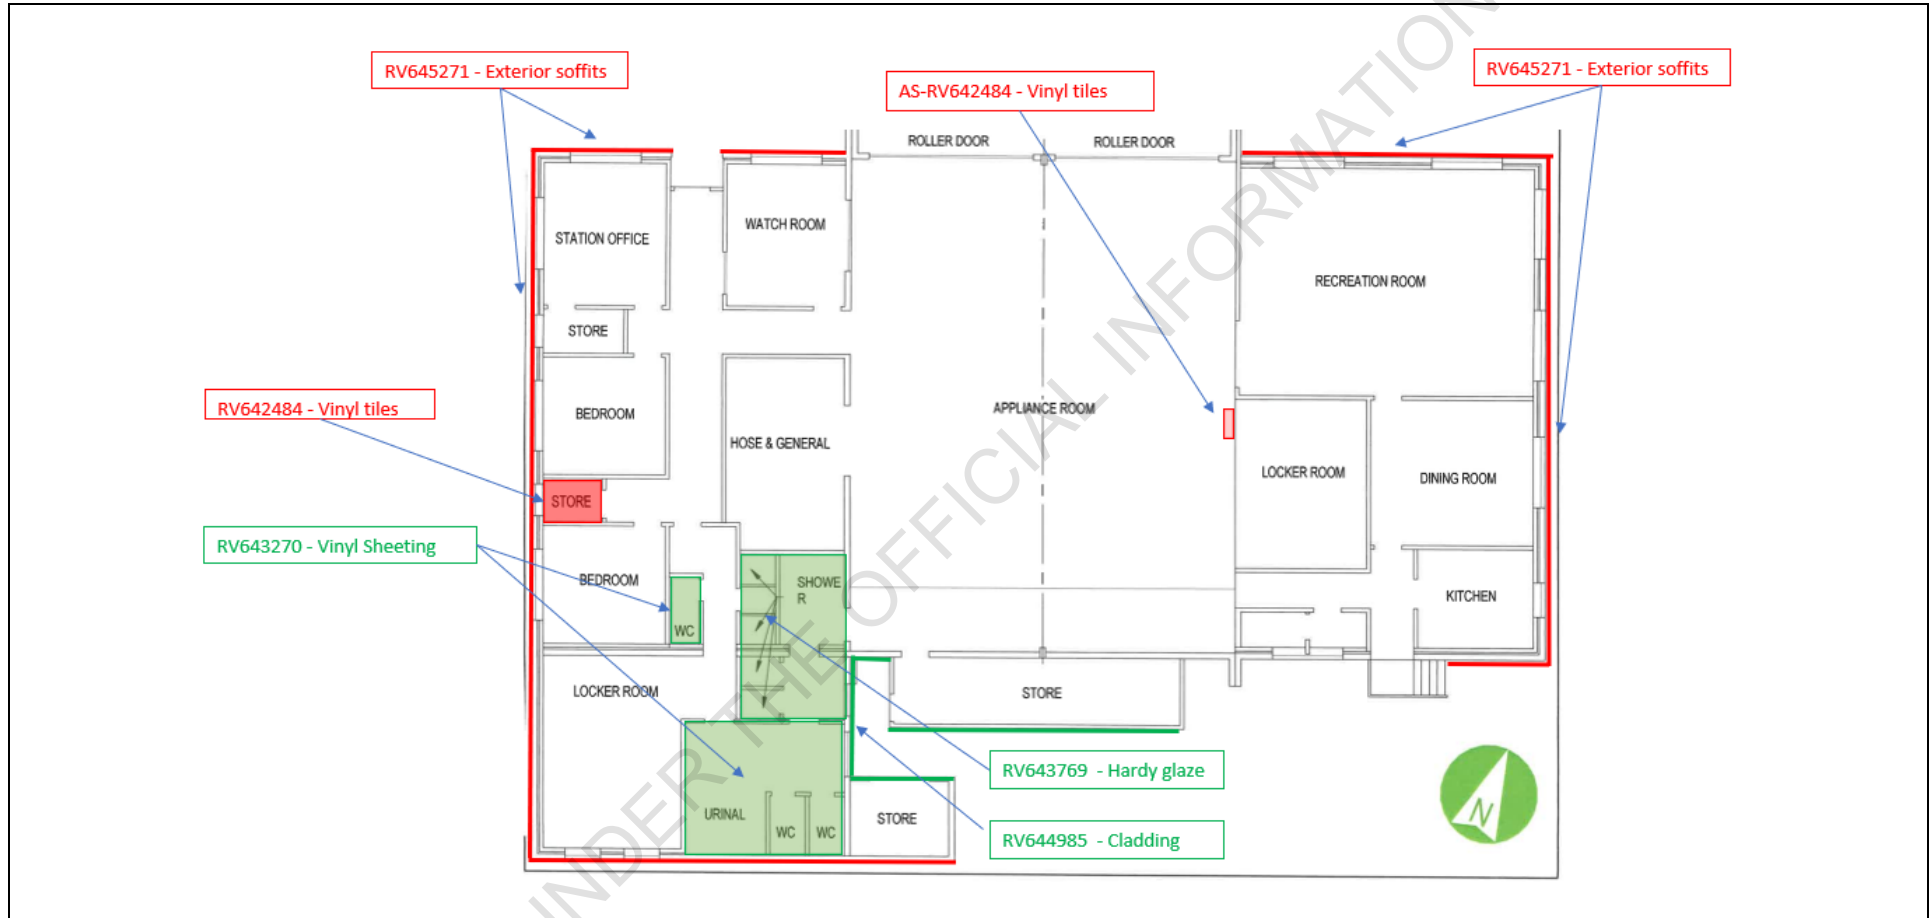 RV645271 - Exterior soffits
RV645271 - Exterior soffits
AS-RV642484 - Vinyl tiles
ROLLER DOOR
ROLLER DOOR
WATCH ROOM
STATION OFFICE
RECREATION ROOM
STORE
RV642484 - Vinyl tiles
BEDROOM
APPLIANCE ROOM
HOSE & GENERAL
LOCKER ROOM
DINING ROOM
STORE
RV643270 - Vinyl Sheeting
BEDROOM
SHOWE
R
KITCHEN
WC
LOCKER ROOM
STORE
RV643769 - Hardy glaze
URINAL
WC
WC
STORE
RV644985 - Cladding
N
UNDER THE OFFICIAL INFORMATION